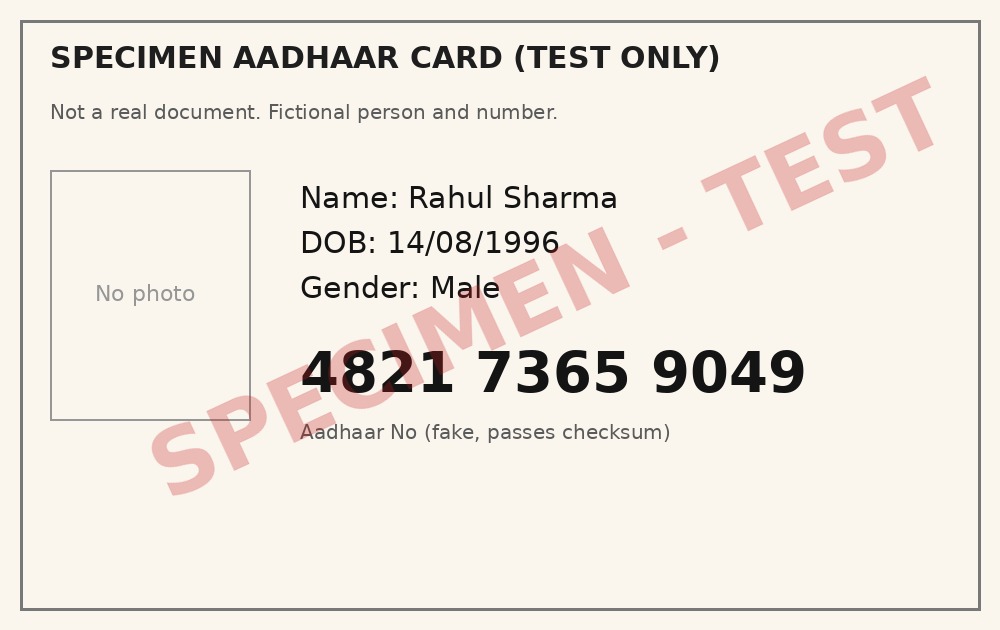 SPECIMEN AADHAAR CARD (TEST ONLY)
Not a real document. Fictional person and number.
No photo
Name: Rahul Sharma
DOB: 14/08/1996
Gender: Male
4821 7365 9049
Aadhaar No (fake, passes checksum)
SPECIMEN - TEST